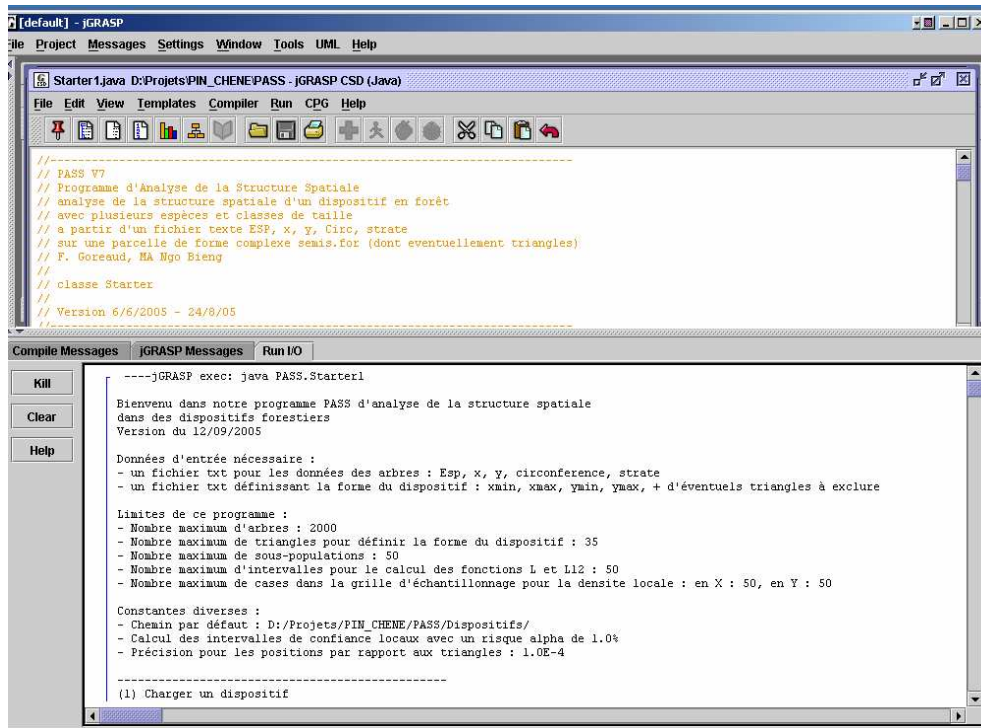 [default] - jGRASP
File Project Messages Settings Window Tools UML Help
Starter1.java D:\Projets\PIN_CHENE\PASS - jGRASP CSD (Java)
File Edit View Templates Compiler Run CPG Help
//--------------------------------------------------------------------------
// PASS V7
// Programme d'Analyse de la Structure Spatiale
// analyse de la structure spatiale d'un dispositif en forêt
// avec plusieurs espèces et classes de taille
// a partir d'un fichier texte ESP, x, y, Circ, strate
// sur une parcelle de forme complexe semis.for (dont eventuellement triangles)
// F. Goreaud, MA Ngo Bieng
//
// classe Starter
//
// Version 6/6/2005 - 24/8/05
//--------------------------------------------------------------------------
Compile Messages jGRASP Messages Run I/O
Kill
Clear
Help
----jGRASP exec: java PASS.Starter1
Bienvenu dans notre programme PASS d'analyse de la structure spatiale
dans des dispositifs forestiers
Version du 12/09/2005
Données d'entrée nécessaire :
- un fichier txt pour les données des arbres : Esp, x, y, circonference, strate
- un fichier txt définissant la forme du dispositif : xmin, xmax, ymin, ymax, + d'éventuels triangles à exclure
Limites de ce programme :
- Nombre maximum d'arbres : 2000
- Nombre maximum de triangles pour définir la forme du dispositif : 35
- Nombre maximum de sous-populations : 50
- Nombre maximum d'intervalles pour le calcul des fonctions L et L12 : 50
- Nombre maximum de cases dans la grille d'échantillonnage pour la densite locale : en X : 50, en Y : 50
Constantes diverses :
- Chemin par défaut : D:/Projets/PIN_CHENE/PASS/Dispositifs/
- Calcul des intervalles de confiance locaux avec un risque alpha de 1.0%
- Précision pour les positions par rapport aux triangles : 1.0E-4
-----------------------------------------------
(1) Charger un dispositif